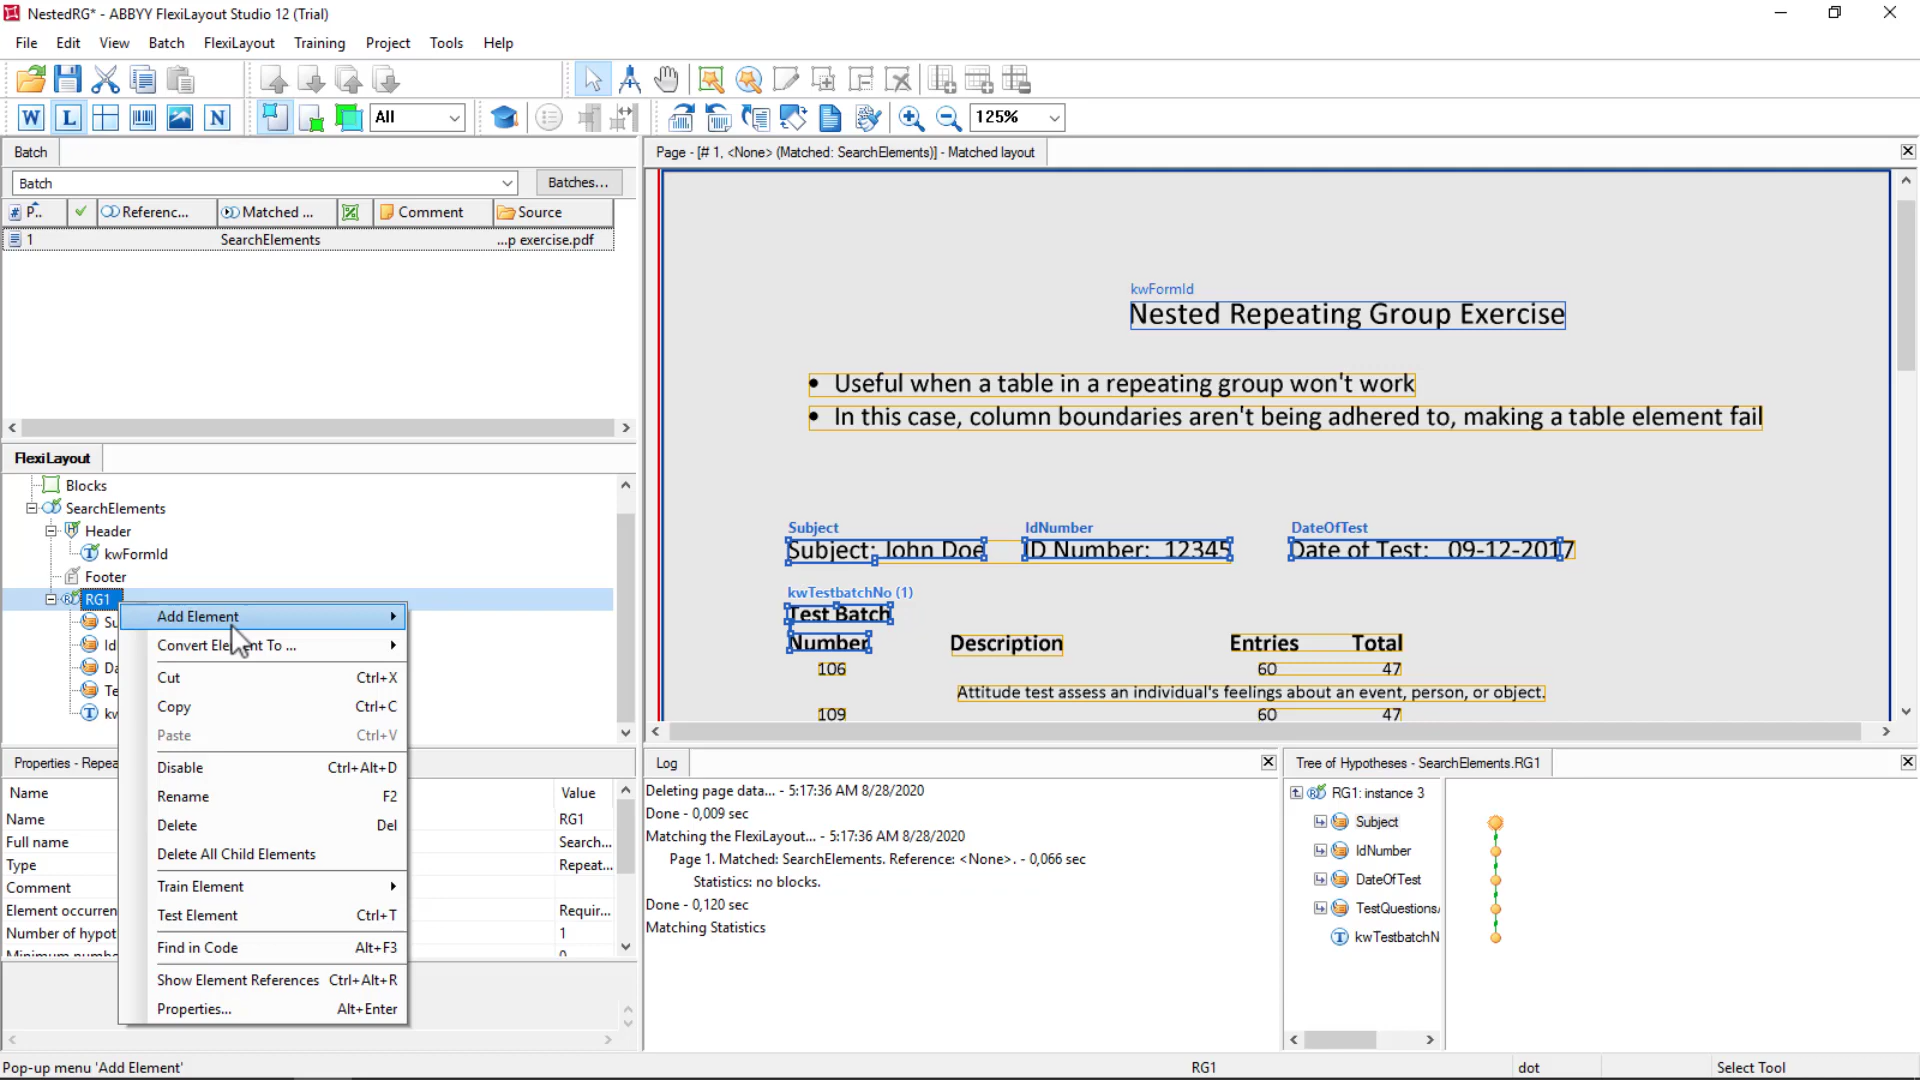 NestedRG* - ABBYY FlexiLayout Studio 12 (Trial)
File Edit View Batch FlexiLayout Training Project Tools Help
W L N All 125%
Batch
Page - [# 1, <None> (Matched: SearchElements)] - Matched layout
Batch Batches...
# P.. Referenc... Matched ... Comment Source
1 SearchElements ...p exercise.pdf
kwFormId
Nested Repeating Group Exercise
• Useful when a table in a repeating group won't work
• In this case, column boundaries aren't being adhered to, making a table element fail
Subject IdNumber DateOfTest
Subject: John Doe ID Number: 12345 Date of Test: 09-12-2017
kwTestbatchNo (1)
Test Batch
Number Description Entries Total
106 60 47
Attitude test assess an individual's feelings about an event, person, or object.
109 60 47
FlexiLayout
Blocks
SearchElements
Header
kwFormId
Footer
RG1
Su
Id
Da
Te
kw
Add Element
Convert Element To ...
Cut Ctrl+X
Copy Ctrl+C
Paste Ctrl+V
Disable Ctrl+Alt+D
Rename F2
Delete Del
Delete All Child Elements
Train Element
Test Element Ctrl+T
Find in Code Alt+F3
Show Element References Ctrl+Alt+R
Properties... Alt+Enter
Properties - Repea
Name Value
Name RG1
Full name Search...
Type Repeat...
Comment
Element occurren Requir...
Number of hypot 1
Minimum numbe 0
Log
Deleting page data... - 5:17:36 AM 8/28/2020
Done - 0,009 sec
Matching the FlexiLayout... - 5:17:36 AM 8/28/2020
Page 1. Matched: SearchElements. Reference: <None>. - 0,066 sec
Statistics: no blocks.
Done - 0,120 sec
Matching Statistics
Tree of Hypotheses - SearchElements.RG1
RG1: instance 3
Subject
IdNumber
DateOfTest
TestQuestions
kwTestbatchN
Pop-up menu 'Add Element' RG1 dot Select Tool